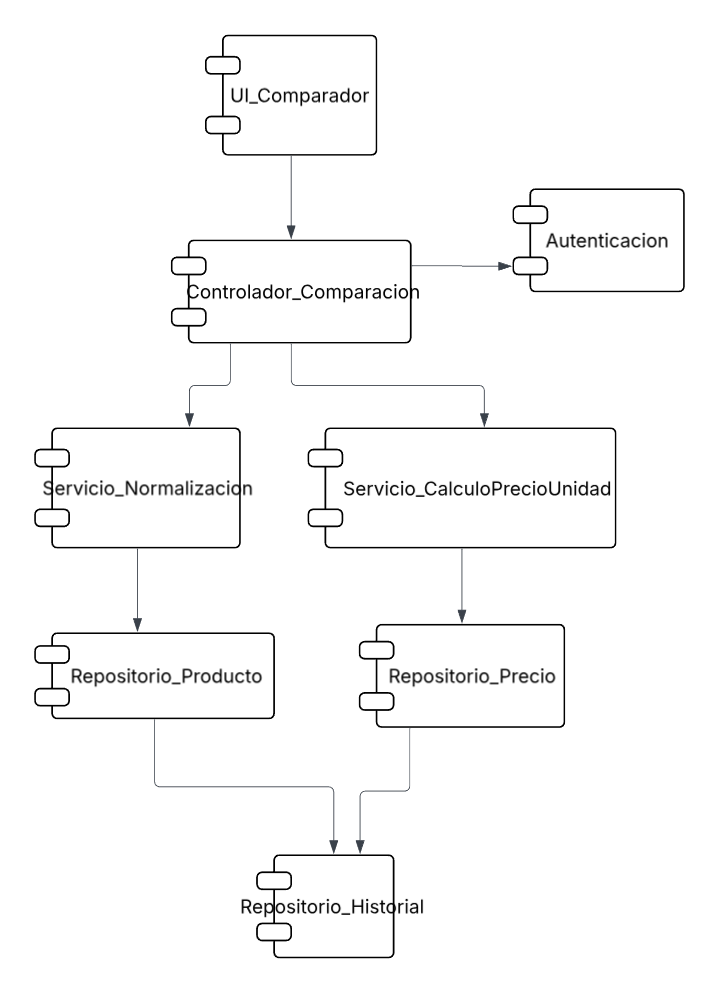 UI_Comparador
Autenticacion
Controlador_Comparacion
Servicio_Normalizacion
Servicio_CalculoPrecioUnidad
Repositorio_Producto
Repositorio_Precio
Repositorio_Historial